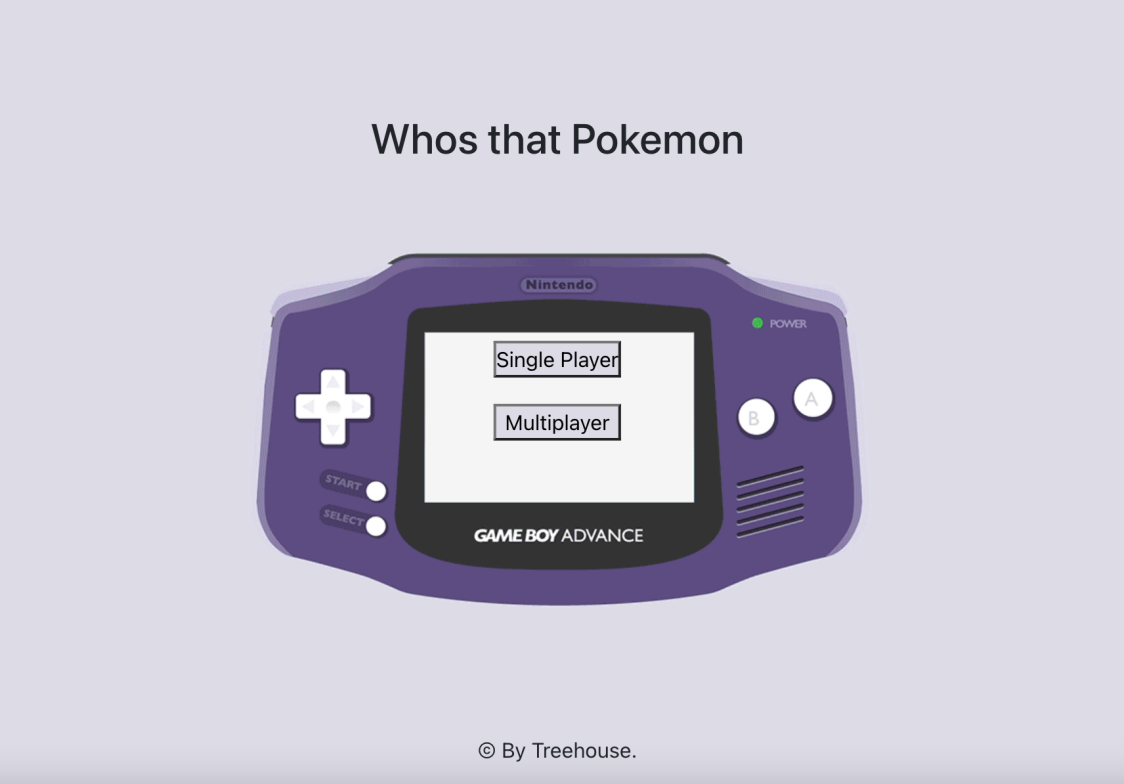 Whos that Pokemon
Nintendo
POWER
Single Player
Multiplayer
A
B
START
SELECT
GAME BOY ADVANCE
© By Treehouse.